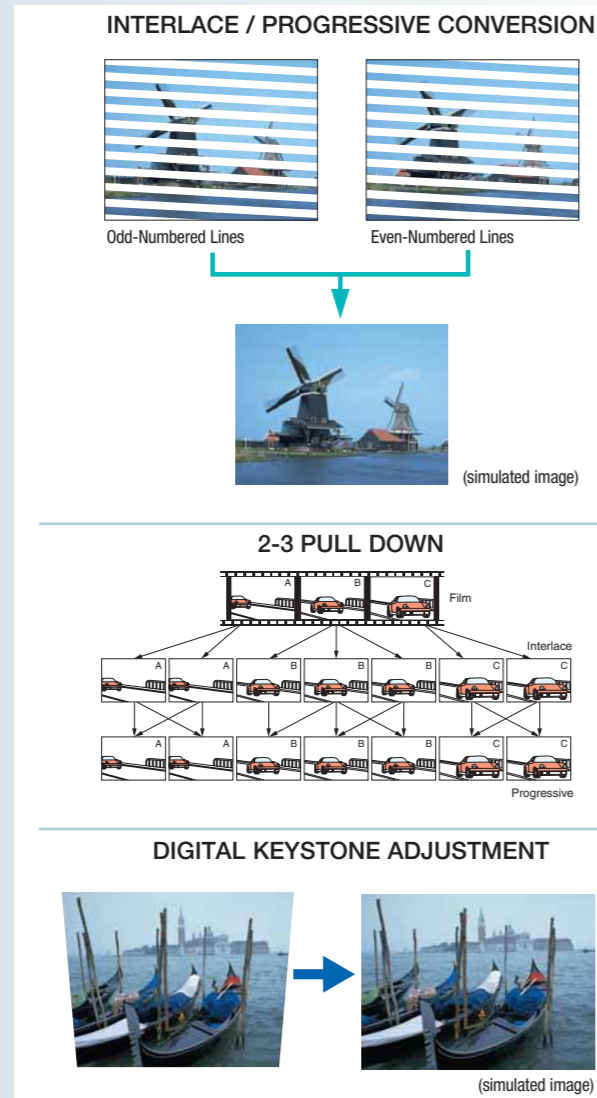 INTERLACE / PROGRESSIVE CONVERSION
Odd-Numbered Lines
Even-Numbered Lines
(simulated image)
2-3 PULL DOWN
A B C
Film
Interlace
A A B B B C C
A A B B B C C
Progressive
DIGITAL KEYSTONE ADJUSTMENT
(simulated image)